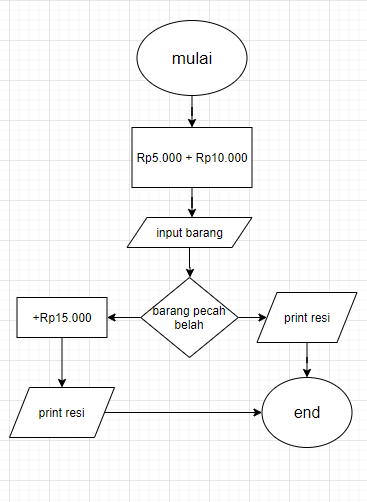 mulai
Rp5.000 + Rp10.000
input barang
barang pecah
belah
+Rp15.000
print resi
print resi
end